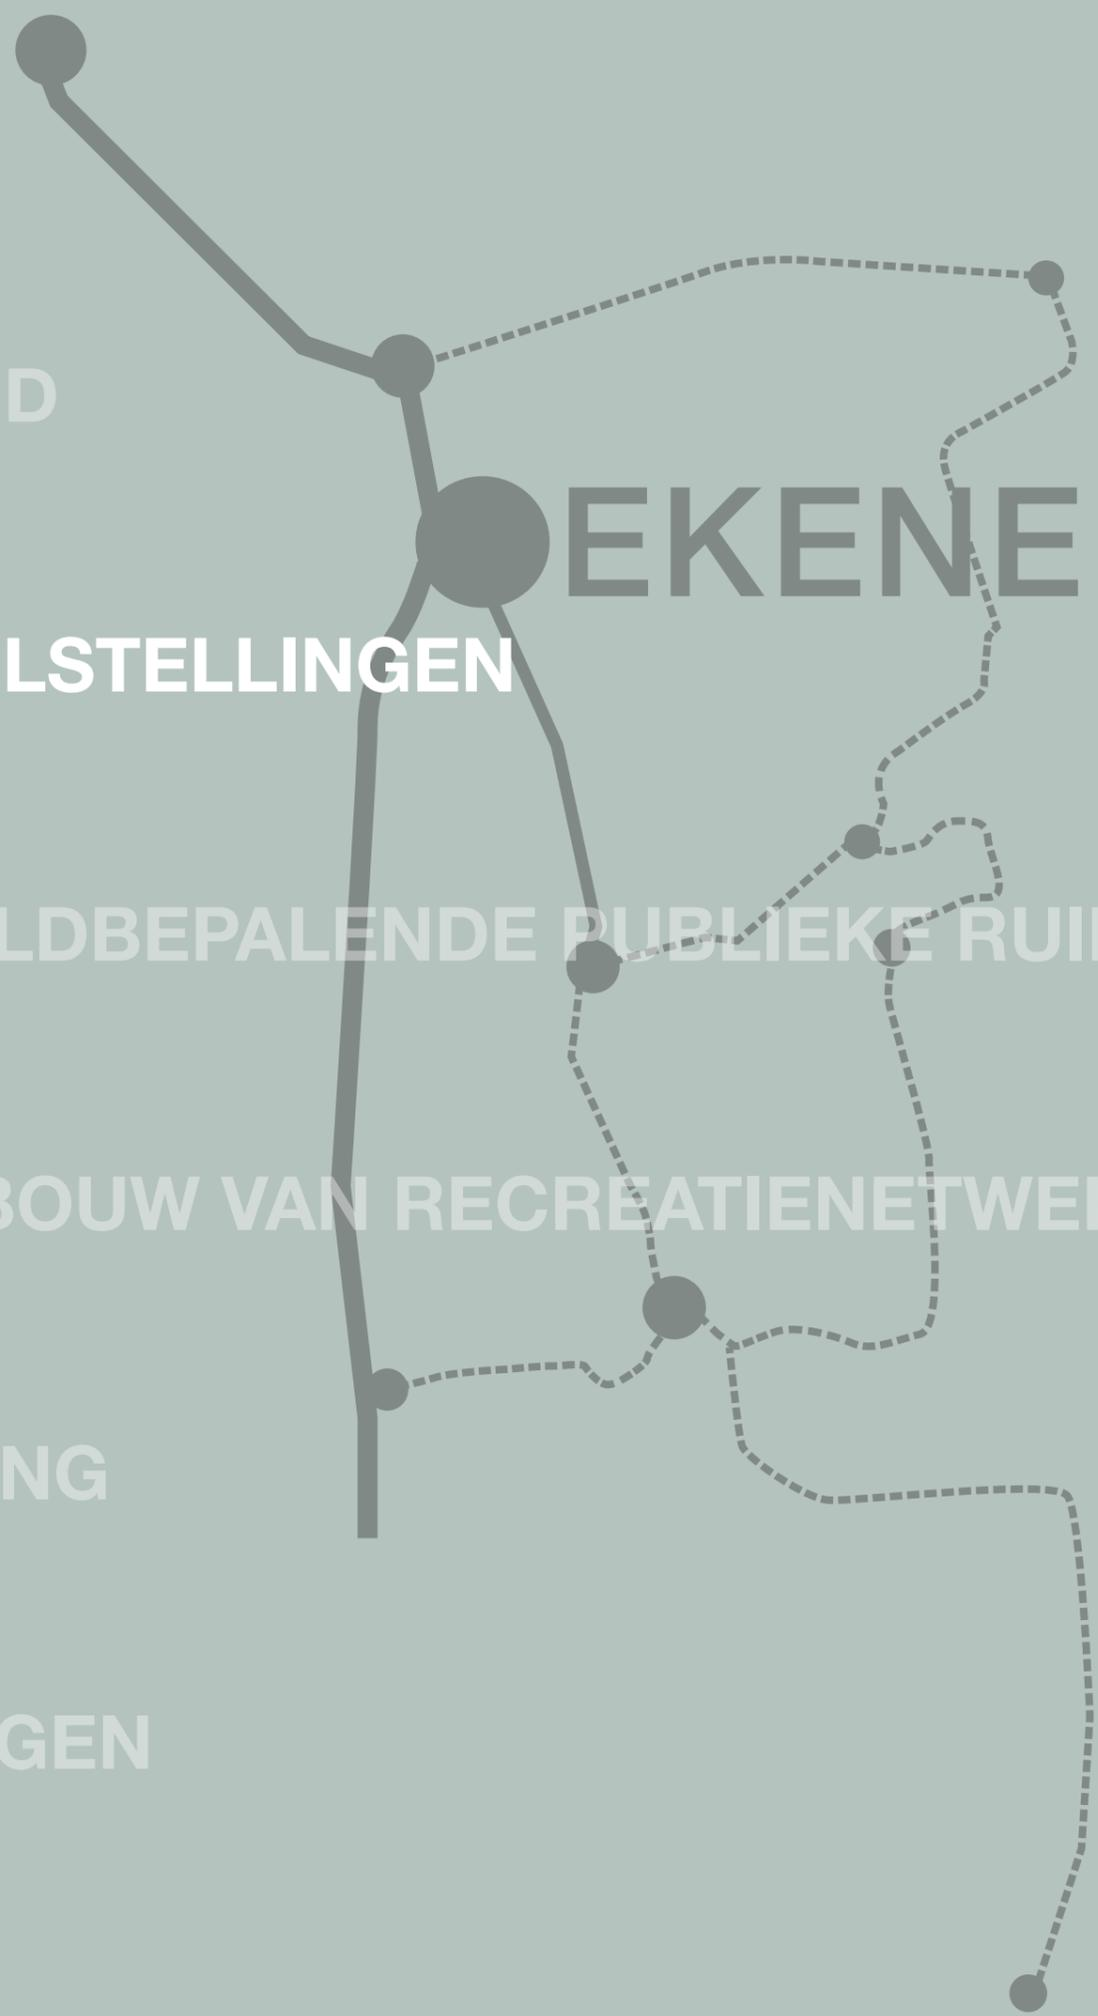 D
EKENE
LSTELLINGEN
LDBEPALENDE PUBLIEKE RUI
BOUW VAN RECREATIENETWE
NG
GEN